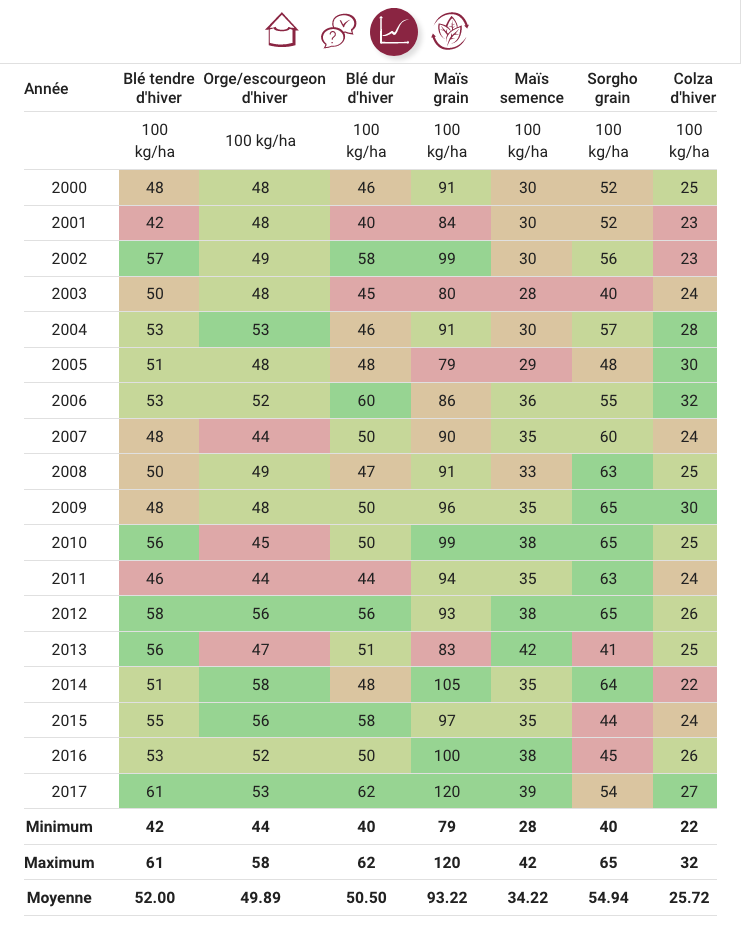 ?
Année Blé tendre d'hiver Orge/escourgeon d'hiver Blé dur d'hiver Maïs grain Maïs semence Sorgho grain Colza d'hiver
100 kg/ha 100 kg/ha 100 kg/ha 100 kg/ha 100 kg/ha 100 kg/ha 100 kg/ha
2000 48 48 46 91 30 52 25
2001 42 48 40 84 30 52 23
2002 57 49 58 99 30 56 23
2003 50 48 45 80 28 40 24
2004 53 53 46 91 30 57 28
2005 51 48 48 79 29 48 30
2006 53 52 60 86 36 55 32
2007 48 44 50 90 35 60 24
2008 50 49 47 91 33 63 25
2009 48 48 50 96 35 65 30
2010 56 45 50 99 38 65 25
2011 46 44 44 94 35 63 24
2012 58 56 56 93 38 65 26
2013 56 47 51 83 42 41 25
2014 51 58 48 105 35 64 22
2015 55 56 58 97 35 44 24
2016 53 52 50 100 38 45 26
2017 61 53 62 120 39 54 27
Minimum 42 44 40 79 28 40 22
Maximum 61 58 62 120 42 65 32
Moyenne 52.00 49.89 50.50 93.22 34.22 54.94 25.72